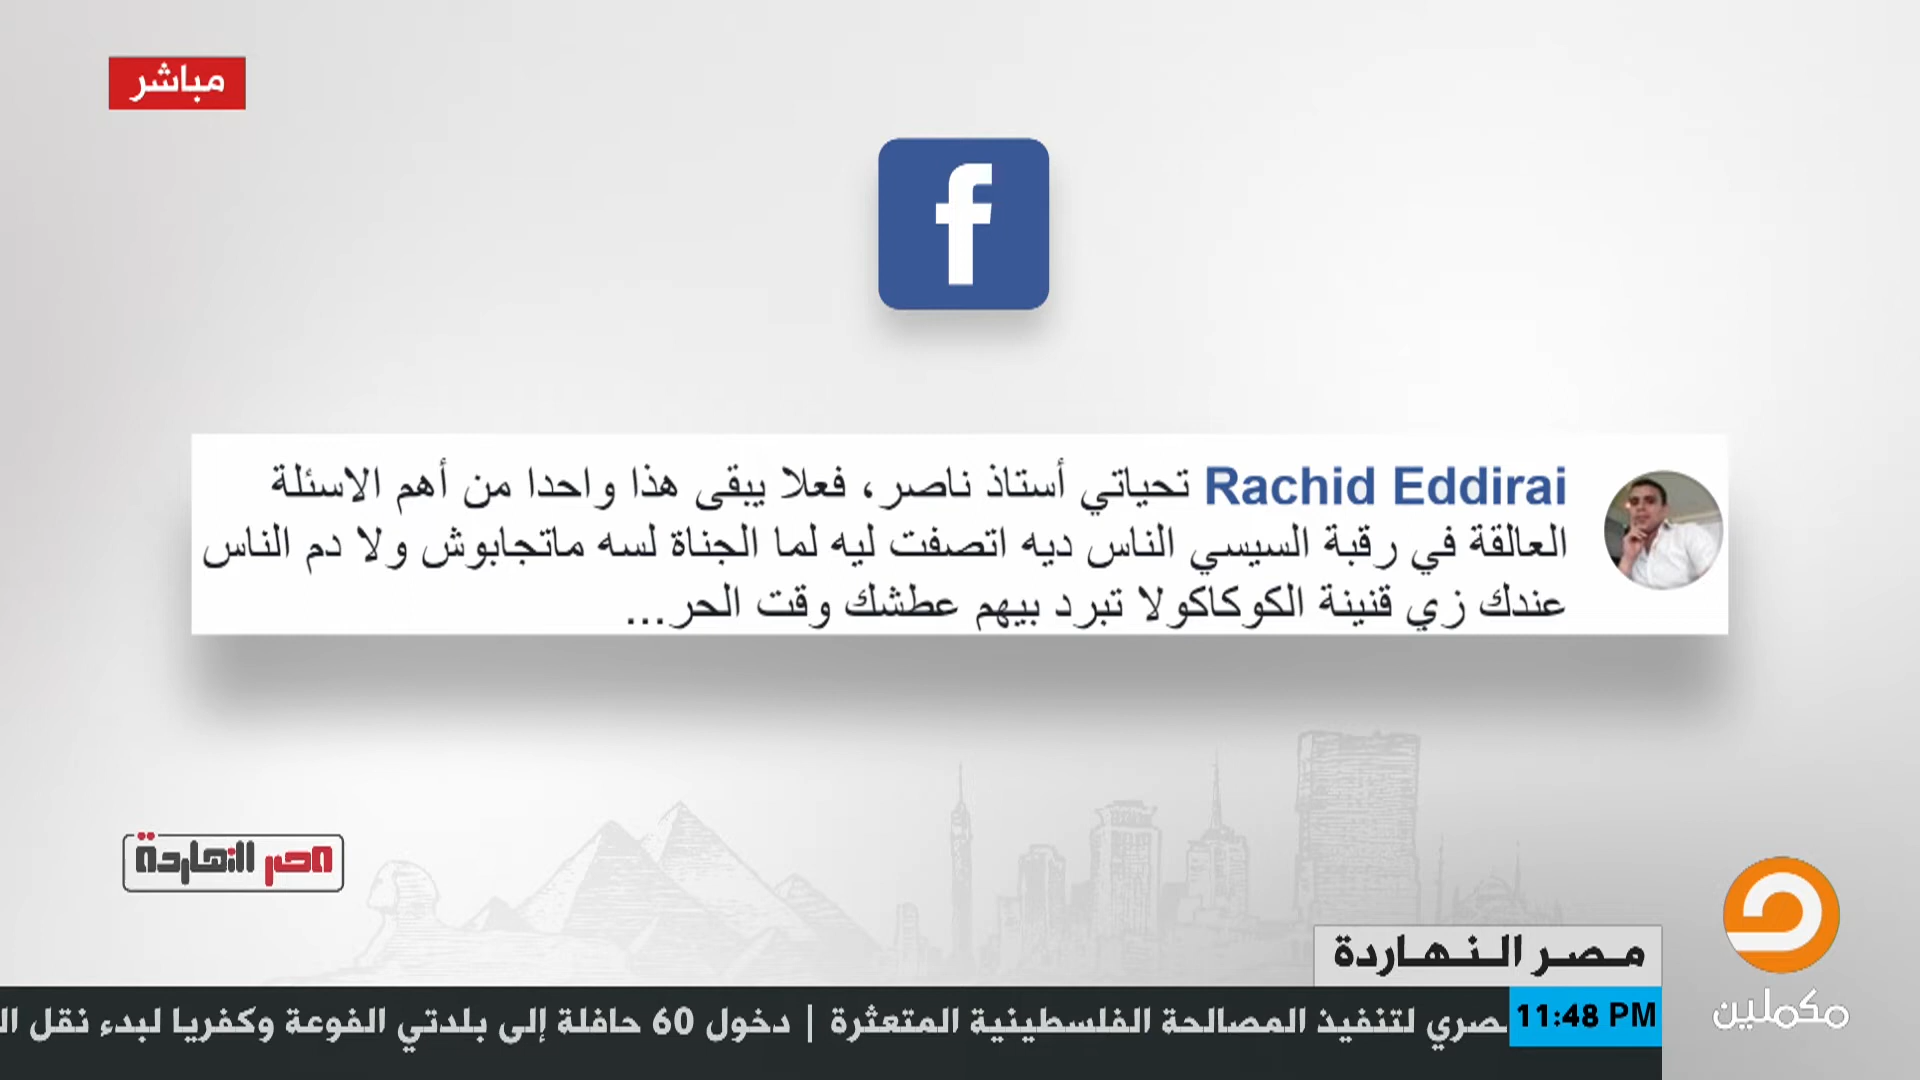 مباشر
Rachid Eddirai تحياتي أستاذ ناصر، فعلا يبقى هذا واحدا من أهم الاسئلة
العالقة في رقبة السيسي الناس ديه اتصفت ليه لما الجناة لسه ماتجابوش ولا دم الناس
عندك زي قنينة الكوكاكولا تبرد بيهم عطشك وقت الحر...
مصر النهاردة
مصر النهاردة
11:48 PM
صري لتنفيذ المصالحة الفلسطينية المتعثرة | دخول 60 حافلة إلى بلدتي الفوعة وكفريا لبدء نقل ال
مكملين